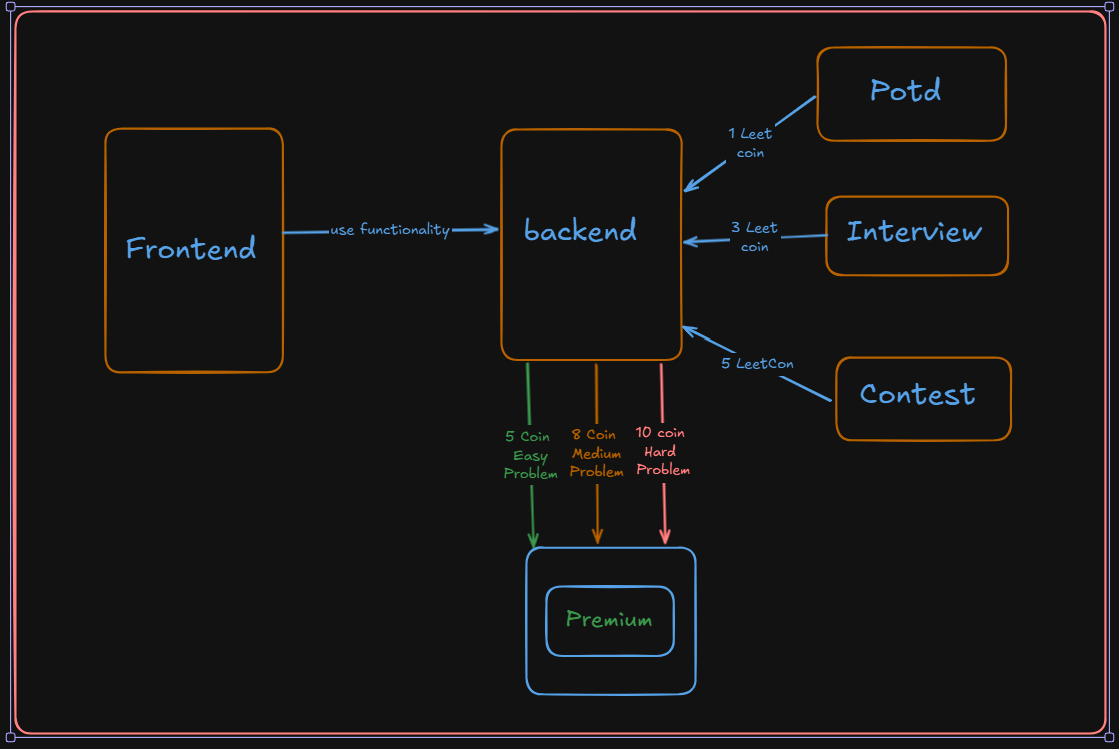 Potd
1 Leet
coin
Frontend
use functionality
backend
3 Leet
coin
Interview
5 LeetCon
Contest
5 Coin
Easy
Problem
8 Coin
Medium
Problem
10 coin
Hard
Problem
Premium